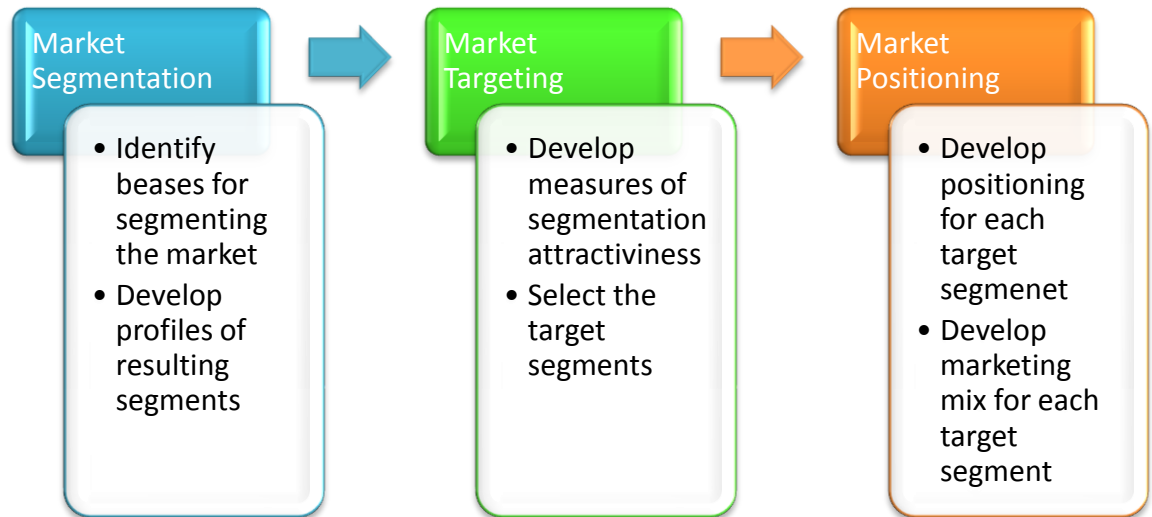 Market
Segmentation
• Identify
beases for
segmenting
the market
• Develop
profiles of
resulting
segments
Market
Targeting
• Develop
measures of
segmentation
attractiviness
• Select the
target
segments
Market
Positioning
• Develop
positioning
for each
target
segmenet
• Develop
marketing
mix for each
target
segment